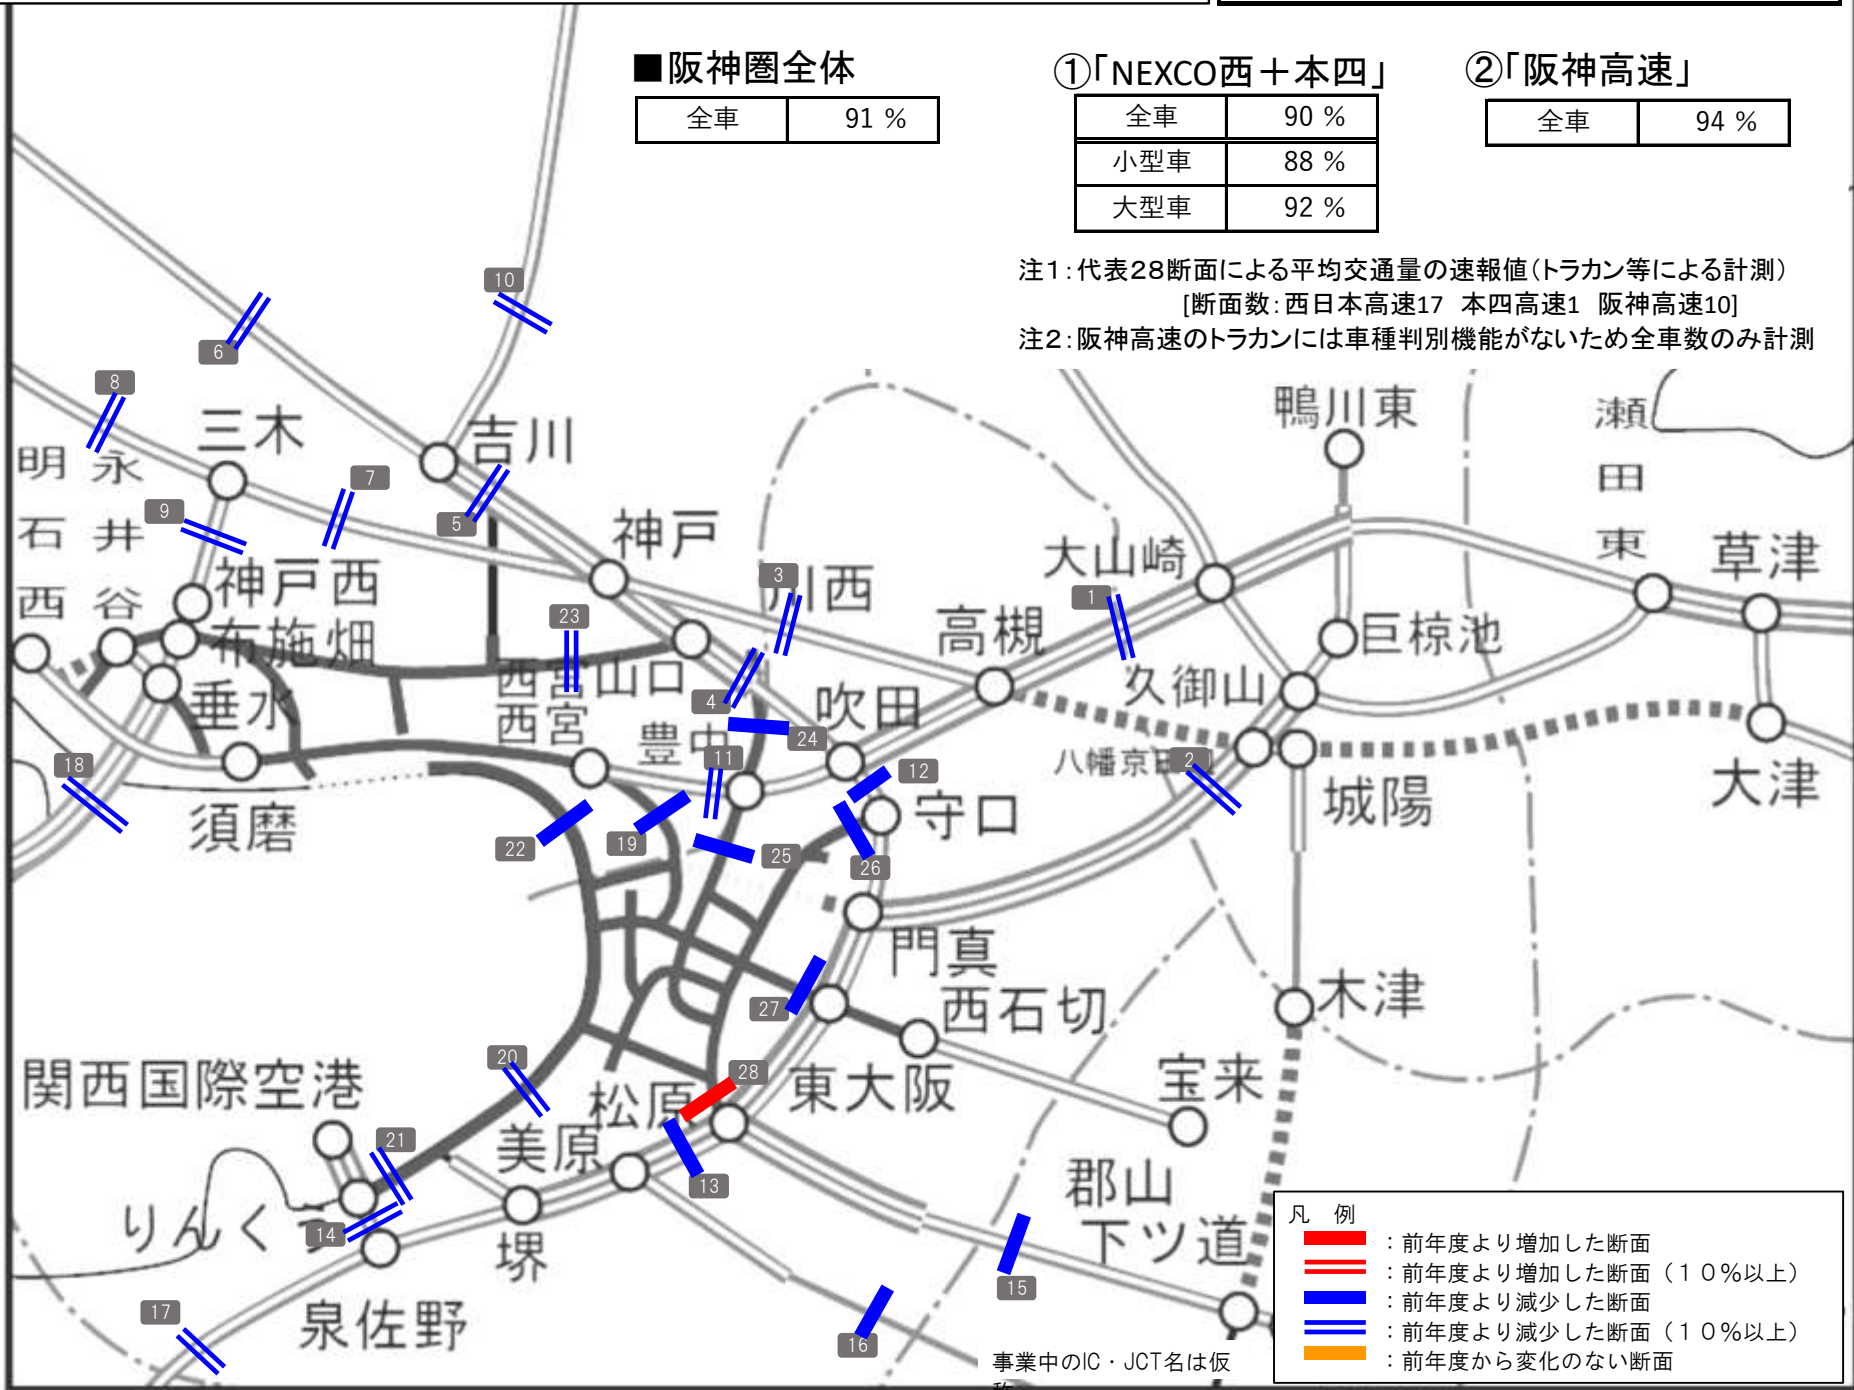 ■阪神圏全体
全車 91 %
①「NEXCO西＋本四」
全車 90 %
小型車 88 %
大型車 92 %
②「阪神高速」
全車 94 %
注1：代表28断面による平均交通量の速報値（トラカン等による計測）
[断面数：西日本高速17 本四高速1 阪神高速10]
注2：阪神高速のトラカンには車種判別機能がないため全車数のみ計測
10
6
8
三木
吉川
鴨川東
瀬田東
明石西
永井谷
7
9
5
神戸
大山崎
草津
神戸西
3
川西
1
23
高槻
巨椋池
布施畑
西宮山口
久御山
垂水
4
西宮
吹田
24
豊中
11
18
12
八幡京田
2
大津
須磨
22
19
25
守口
26
城陽
門真
27
西石切
木津
関西国際空港
20
28
松原
東大阪
宝来
21
美原
13
郡山
下ツ道
りんくう
14
堺
15
17
泉佐野
16
事業中のIC・JCT名は仮
凡 例
：前年度より増加した断面
：前年度より増加した断面（１０％以上）
：前年度より減少した断面
：前年度より減少した断面（１０％以上）
：前年度から変化のない断面